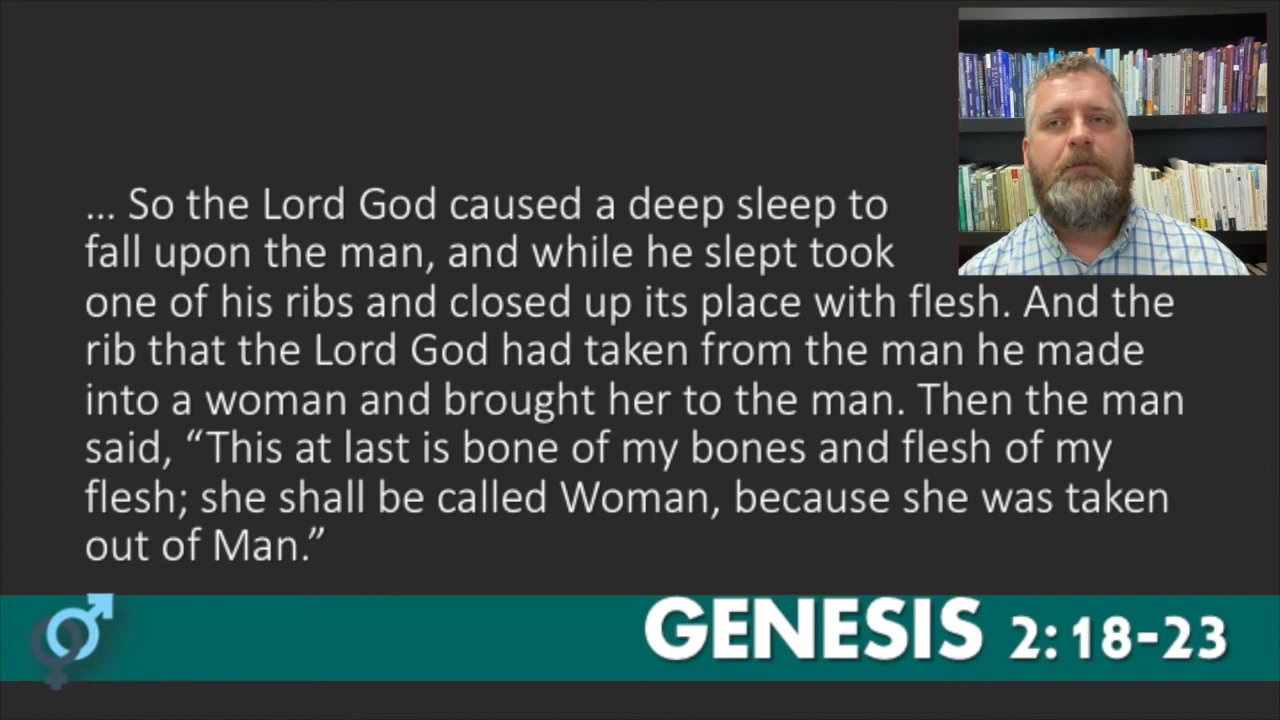 ... So the Lord God caused a deep sleep to
fall upon the man, and while he slept took
one of his ribs and closed up its place with flesh. And the
rib that the Lord God had taken from the man he made
into a woman and brought her to the man. Then the man
said, “This at last is bone of my bones and flesh of my
flesh; she shall be called Woman, because she was taken
out of Man.”
GENESIS 2:18-23